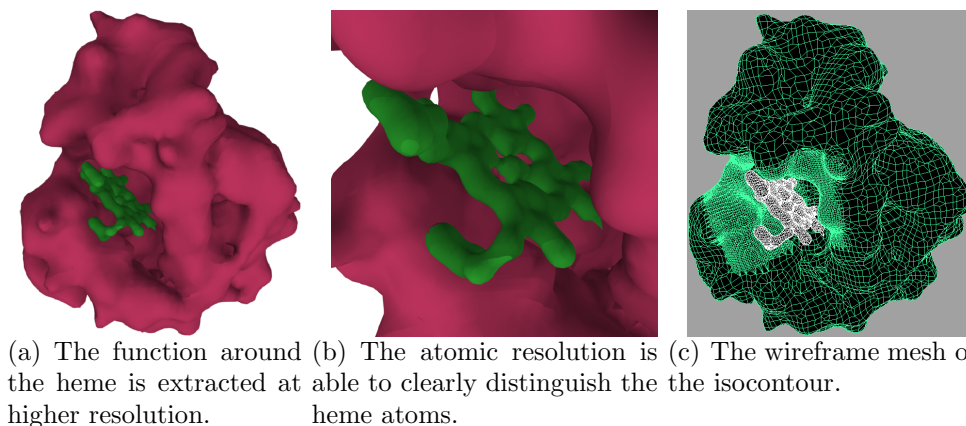 (a) The function around
the heme is extracted at
higher resolution.
(b) The atomic resolution is
able to clearly distinguish the
heme atoms.
(c) The wireframe mesh o
the isocontour.